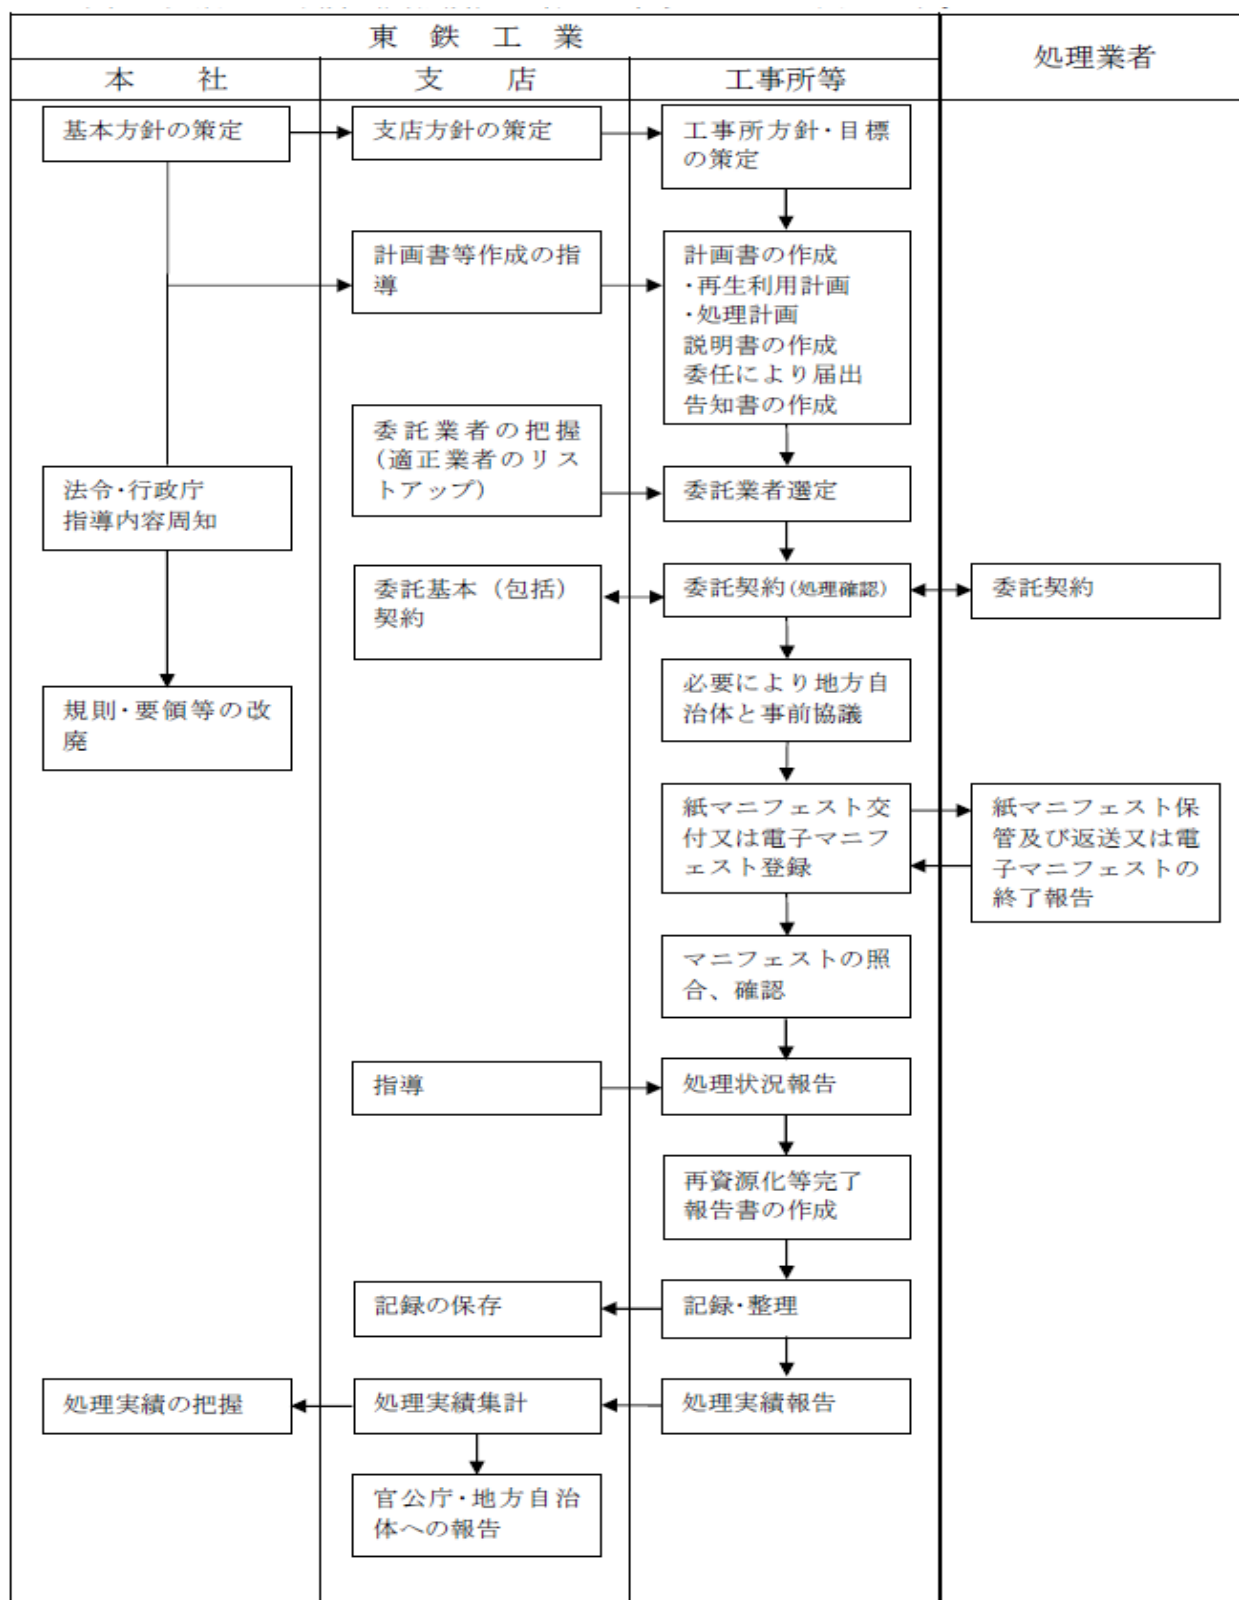 東鉄工業
処理業者
本社
支店
工事所等
基本方針の策定
支店方針の策定
工事所方針・目標
の策定
計画書等作成の指
導
計画書の作成
・再生利用計画
・処理計画
説明書の作成
委任により届出
告知書の作成
委託業者の把握
(適正業者のリス
トアップ)
法令・行政庁
指導内容周知
委託業者選定
委託基本(包括)
契約
委託契約(処理確認)
委託契約
必要により地方自
治体と事前協議
規則・要領等の改
廃
紙マニフェスト交
付又は電子マニフ
ェスト登録
紙マニフェスト保
管及び返送又は電
子マニフェストの
終了報告
マニフェストの照
合、確認
指導
処理状況報告
再資源化等完了
報告書の作成
記録の保存
記録・整理
処理実績の把握
処理実績集計
処理実績報告
官公庁・地方自治
体への報告